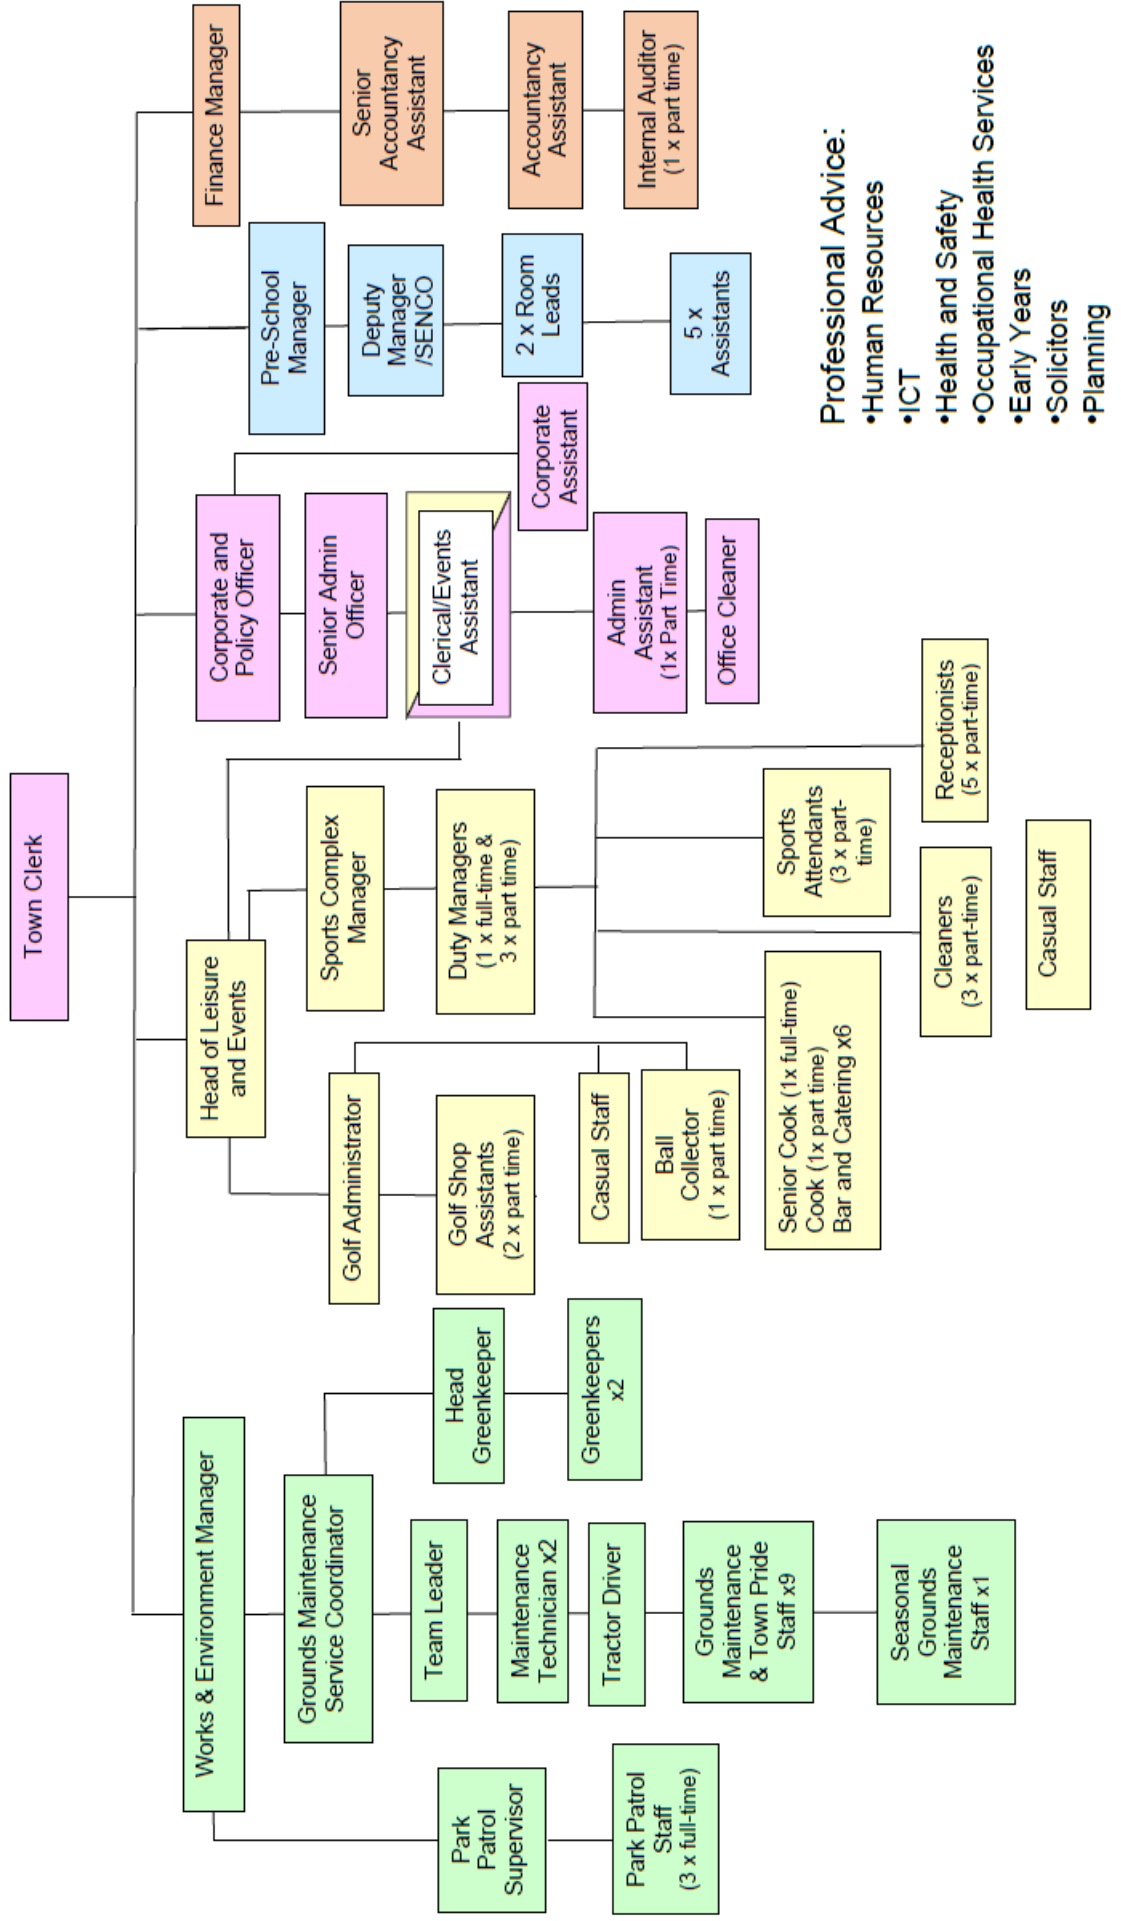 Town Clerk
Works & Environment Manager
Head of Leisure
and Events
Corporate and
Policy Officer
Pre-School
Manager
Finance Manager
Grounds Maintenance
Service Coordinator
Park
Patrol
Supervisor
Park Patrol
Staff
(3 x full-time)
Team Leader
Maintenance
Technician x2
Tractor Driver
Grounds
Maintenance
& Town Pride
Staff x9
Seasonal
Grounds
Maintenance
Staff x1
Head
Greenkeeper
Greenkeepers
x2
Golf Administrator
Golf Shop
Assistants
(2 x part time)
Casual Staff
Ball
Collector
(1 x part time)
Sports Complex
Manager
Duty Managers
(1 x full-time &
3 x part time)
Senior Cook (1x full-time)
Cook (1x part time)
Bar and Catering x6
Cleaners
(3 x part-time)
Sports
Attendants
(3 x part-
time)
Receptionists
(5 x part-time)
Casual Staff
Senior Admin
Officer
Clerical/Events
Assistant
Corporate
Assistant
Admin
Assistant
(1x Part Time)
Office Cleaner
Deputy
Manager
/SENCO
2 x Room
Leads
5 x
Assistants
Senior
Accountancy
Assistant
Accountancy
Assistant
Internal Auditor
(1 x part time)
Professional Advice:
•Human Resources
•ICT
•Health and Safety
•Occupational Health Services
•Early Years
•Solicitors
•Planning